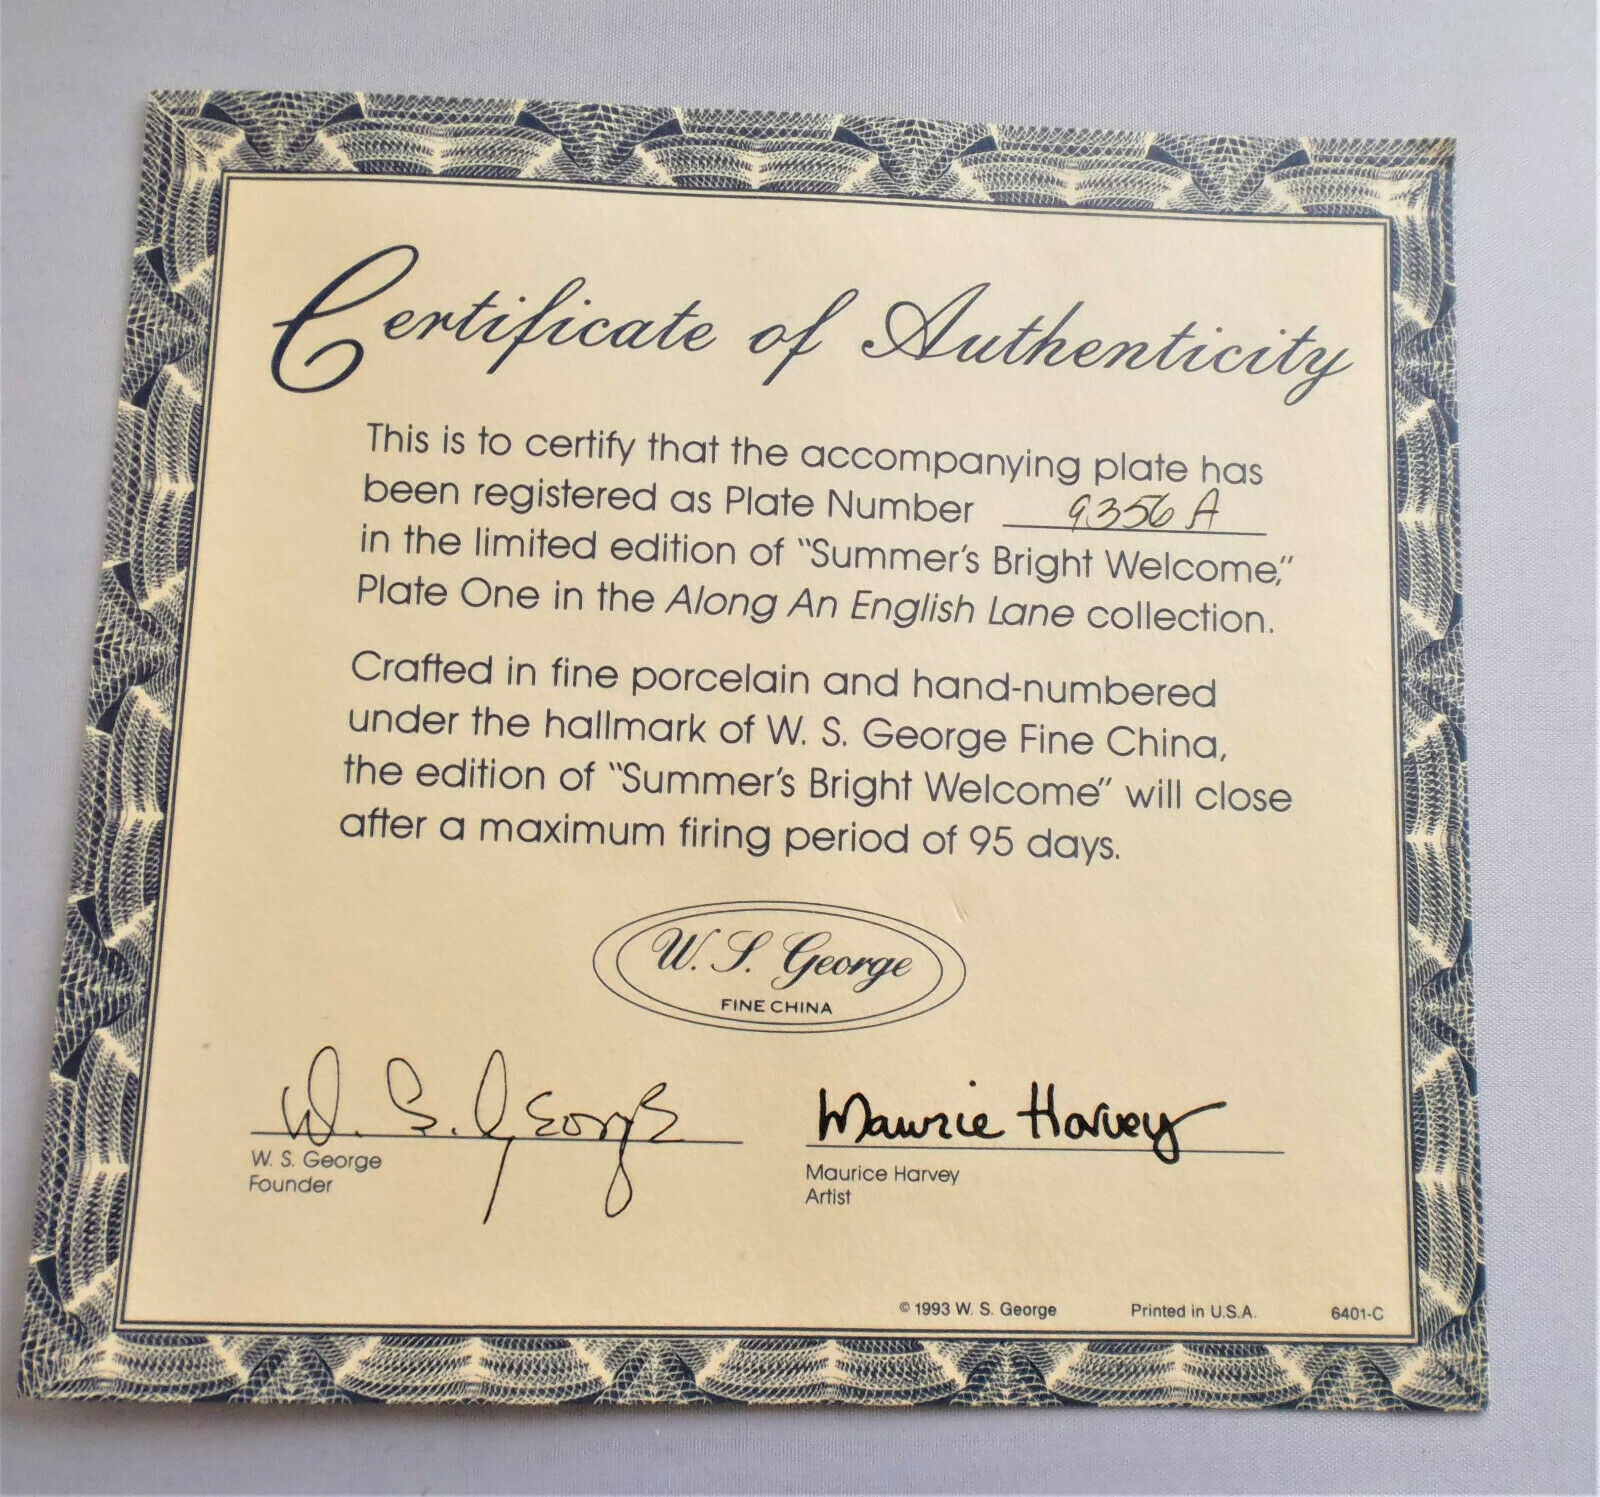 Certificate of Authenticity
This is to certify that the accompanying plate has
been registered as Plate Number 9356 A
in the limited edition of "Summer's Bright Welcome,"
Plate One in the Along An English Lane collection.
Crafted in fine porcelain and hand-numbered
under the hallmark of W. S. George Fine China,
the edition of "Summer's Bright Welcome" will close
after a maximum firing period of 95 days.
W. S. George
FINE CHINA
W. S. George
W. S. George
Founder
Maurice Harvey
Maurice Harvey
Artist
© 1993 W. S. George Printed in U.S.A. 6401-C